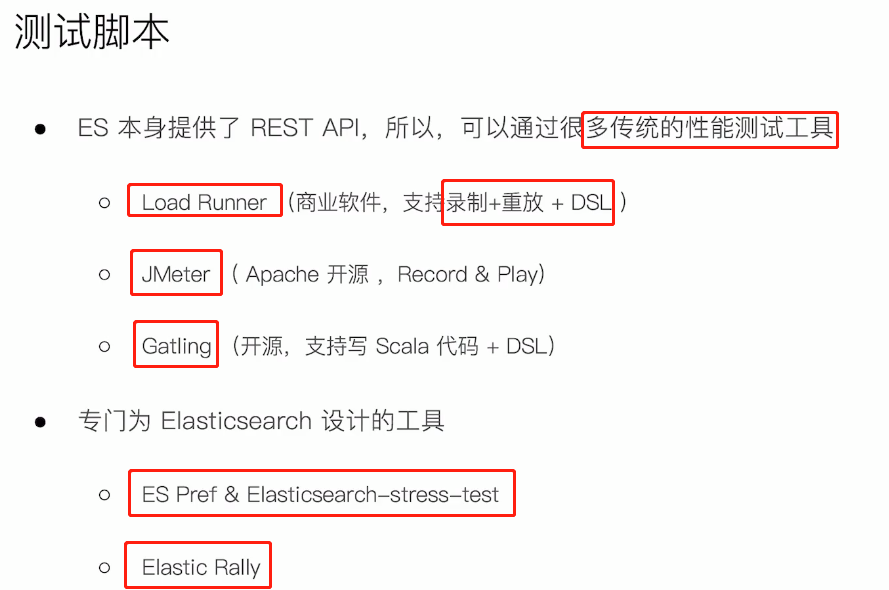 测试脚本
ES 本身提供了 REST API，所以，可以通过很多传统的性能测试工具
Load Runner（商业软件，支持录制+重放 + DSL ）
JMeter（ Apache 开源 ，Record & Play）
Gatling （开源，支持写 Scala 代码 + DSL）
专门为 Elasticsearch 设计的工具
ES Pref & Elasticsearch-stress-test
Elastic Rally